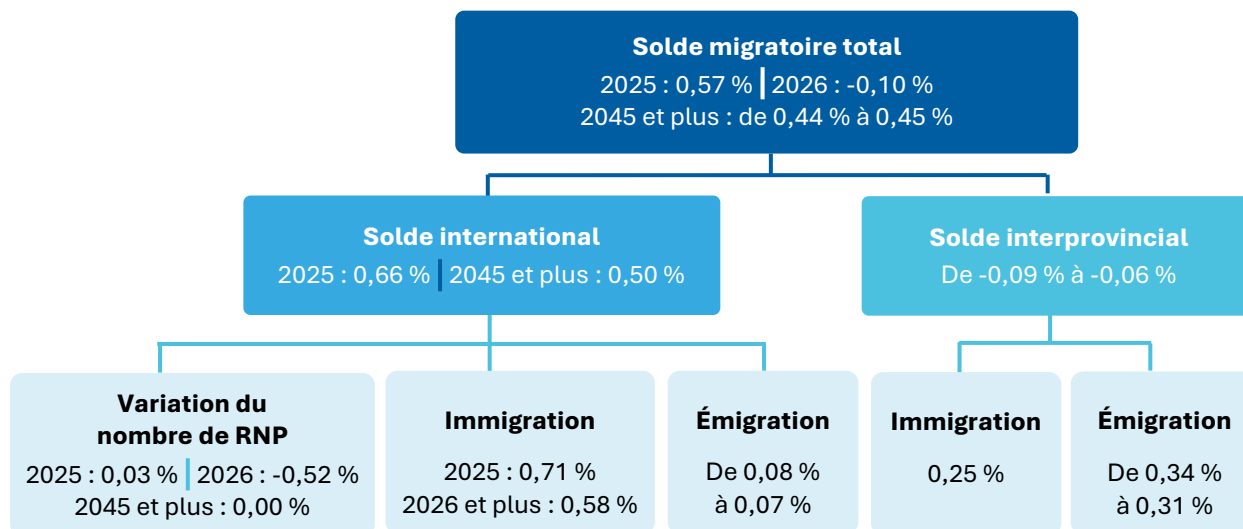 Solde migratoire total
2025 : 0,57 % | 2026 : -0,10 %
2045 et plus : de 0,44 % à 0,45 %
Solde international
2025 : 0,66 % | 2045 et plus : 0,50 %
Solde interprovincial
De -0,09 % à -0,06 %
Variation du
nombre de RNP
2025 : 0,03 % | 2026 : -0,52 %
2045 et plus : 0,00 %
Immigration
2025 : 0,71 %
2026 et plus : 0,58 %
Émigration
De 0,08 %
à 0,07 %
Immigration
0,25 %
Émigration
De 0,34 %
à 0,31 %